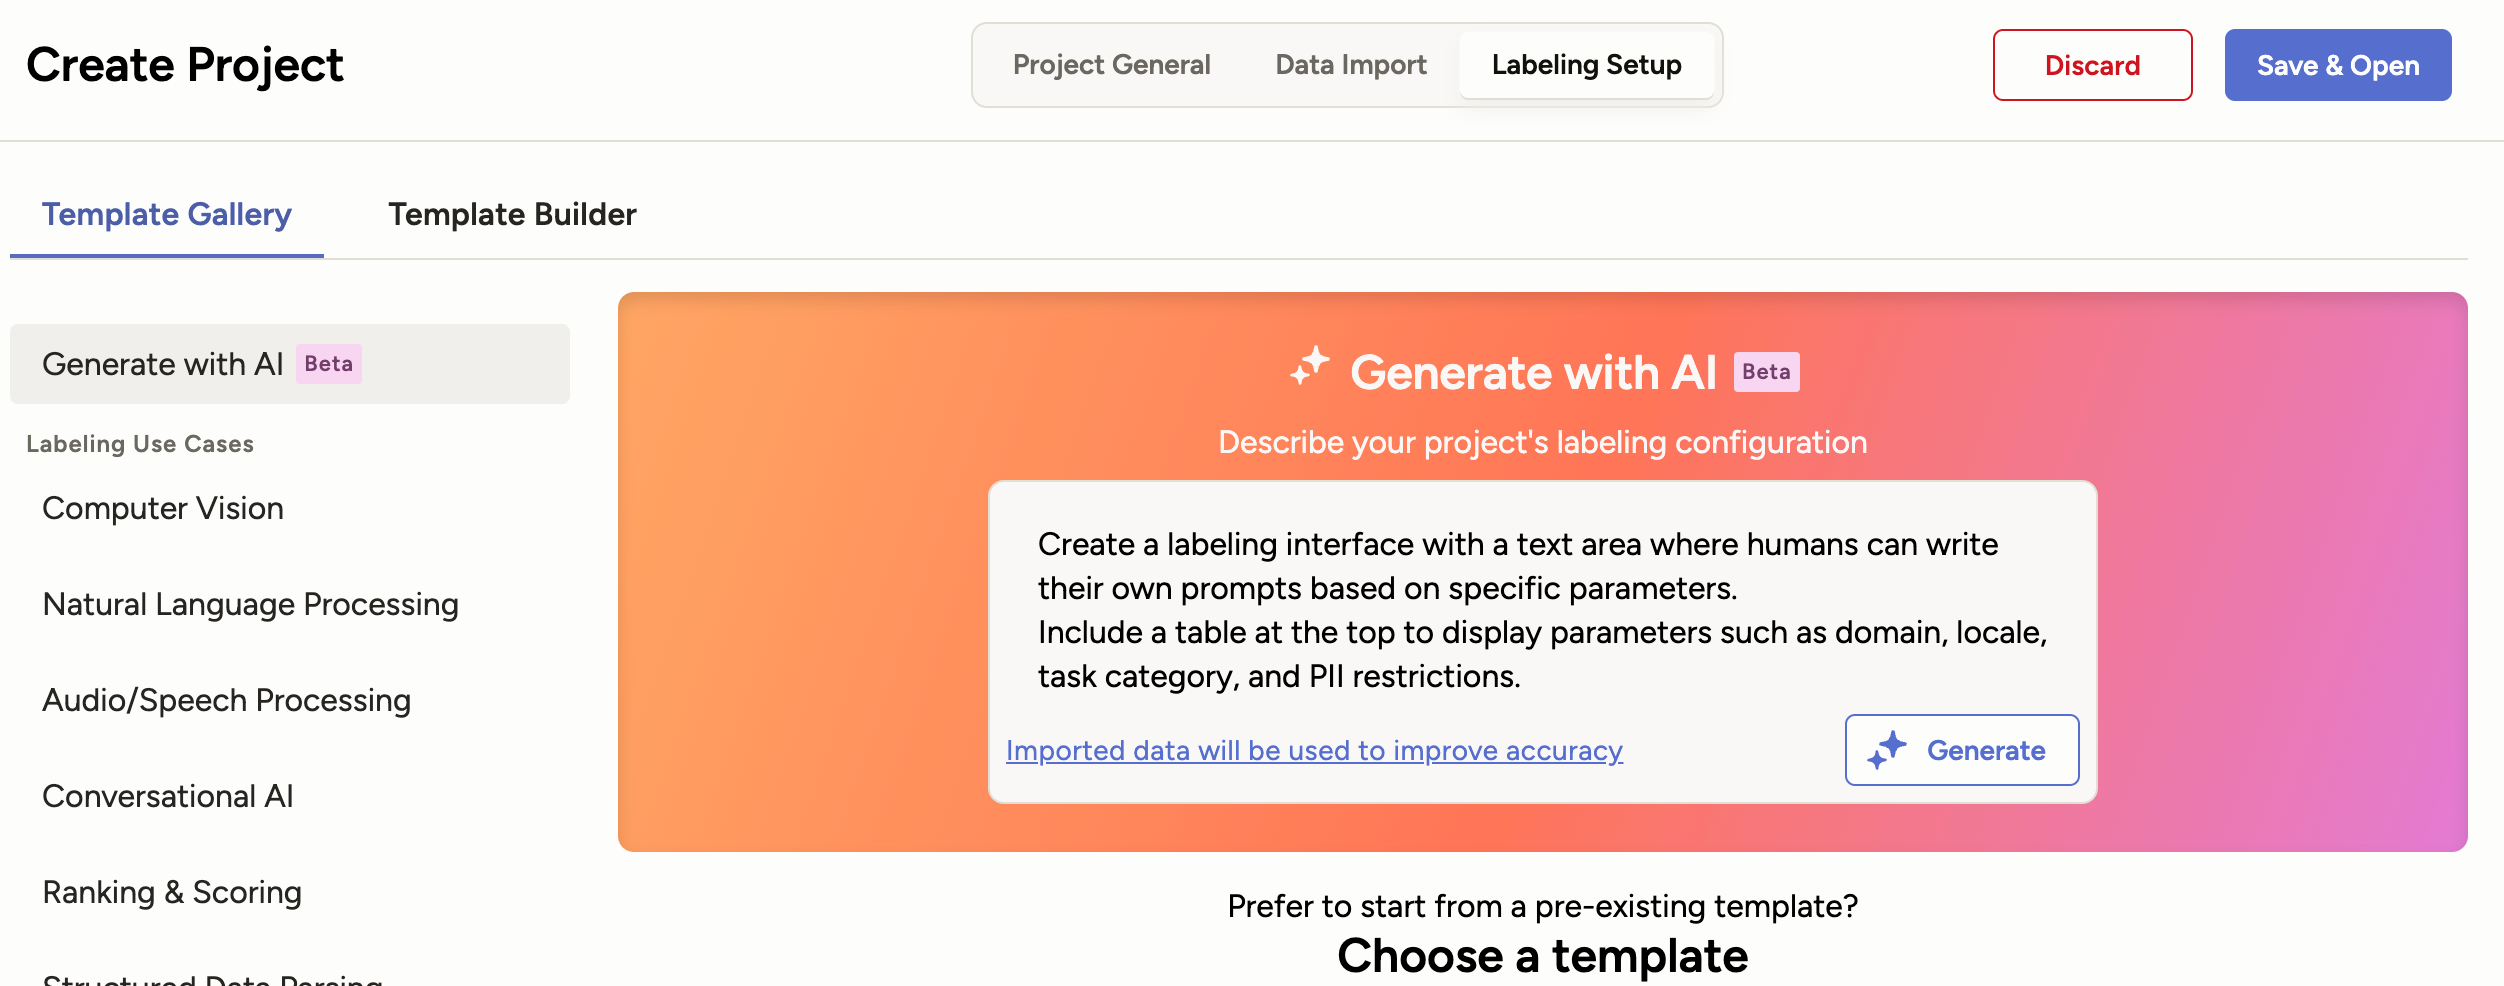 Create Project
Project General
Data Import
Labeling Setup
Discard
Save & Open
Template Gallery
Template Builder
Generate with AI Beta
Labeling Use Cases
Computer Vision
Natural Language Processing
Audio/Speech Processing
Conversational AI
Ranking & Scoring
Structured Data Parsing
Generate with AI Beta
Describe your project's labeling configuration
Create a labeling interface with a text area where humans can write
their own prompts based on specific parameters.
Include a table at the top to display parameters such as domain, locale,
task category, and PII restrictions.
Imported data will be used to improve accuracy
Generate
Prefer to start from a pre-existing template?
Choose a template